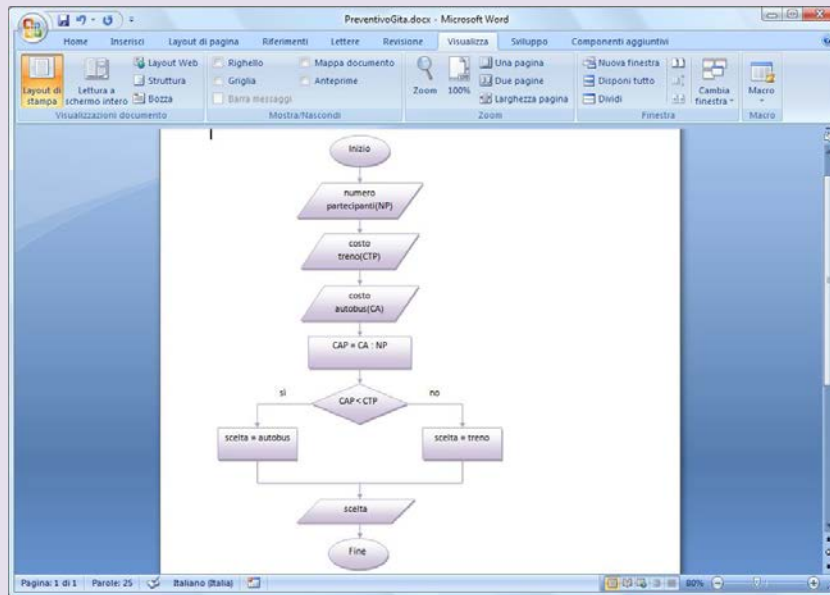 PreventivoGita.docx - Microsoft Word
Home Inserisci Layout di pagina Riferimenti Lettere Revisione Visualizza Sviluppo Componenti aggiuntivi
Layout di stampa
Lettura a schermo intero
Layout Web
Struttura
Bozza
Visualizzazioni documento
Righello
Griglia
Barra messaggi
Mappa documento
Anteprime
Mostra/Nascondi
Zoom
100%
Una pagina
Due pagine
Larghezza pagina
Zoom
Nuova finestra
Disponi tutto
Dividi
Cambia finestra
Finestra
Macro
Macro
Inizio
numero
partecipanti(NP)
costo
treno(CTP)
costo
autobus(CA)
CAP = CA : NP
sì
CAP < CTP
no
scelta = autobus
scelta = treno
scelta
Fine
Pagina: 1 di 1 Parole: 25 Italiano (Italia) 80%